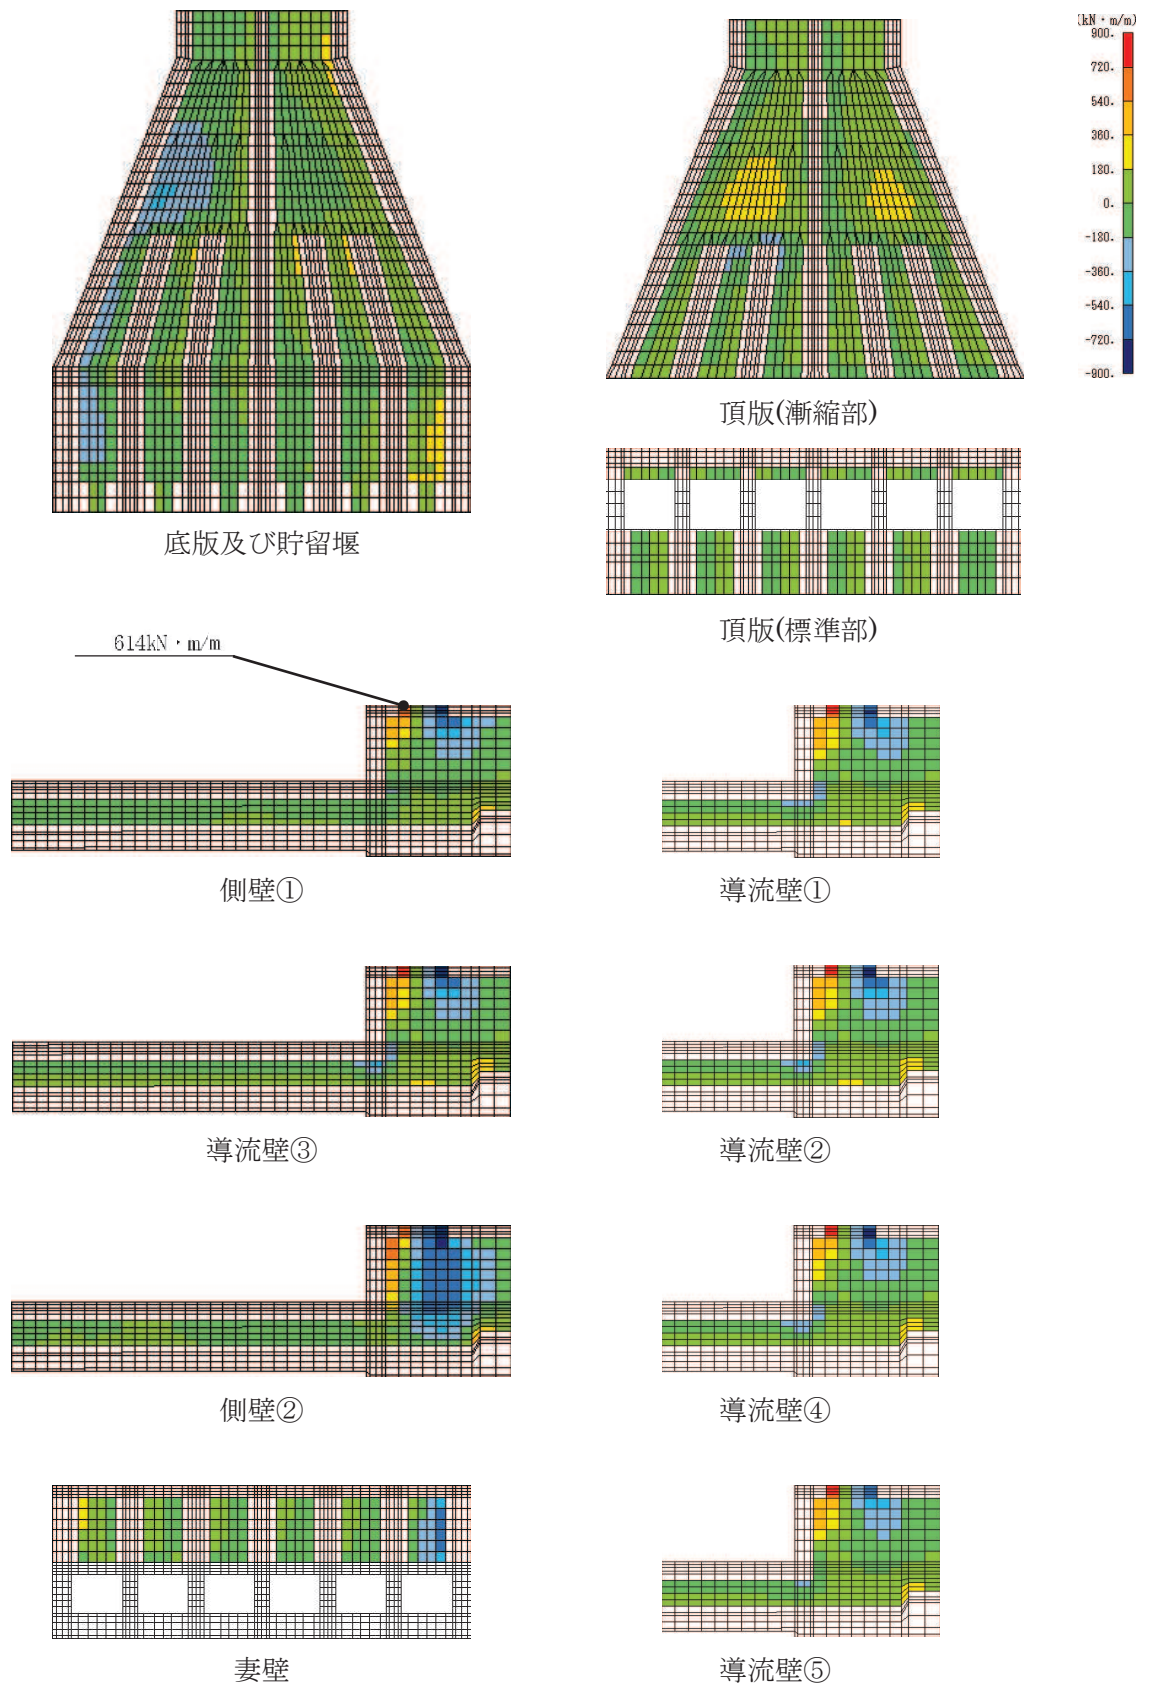 (kN・m/m)
900.
720.
540.
360.
180.
0.
-180.
-360.
-540.
-720.
-900.
頂版(漸縮部)
底版及び貯留堰
頂版(標準部)
614kN・m/m
側壁①
導流壁①
導流壁③
導流壁②
側壁②
導流壁④
妻壁
導流壁⑤